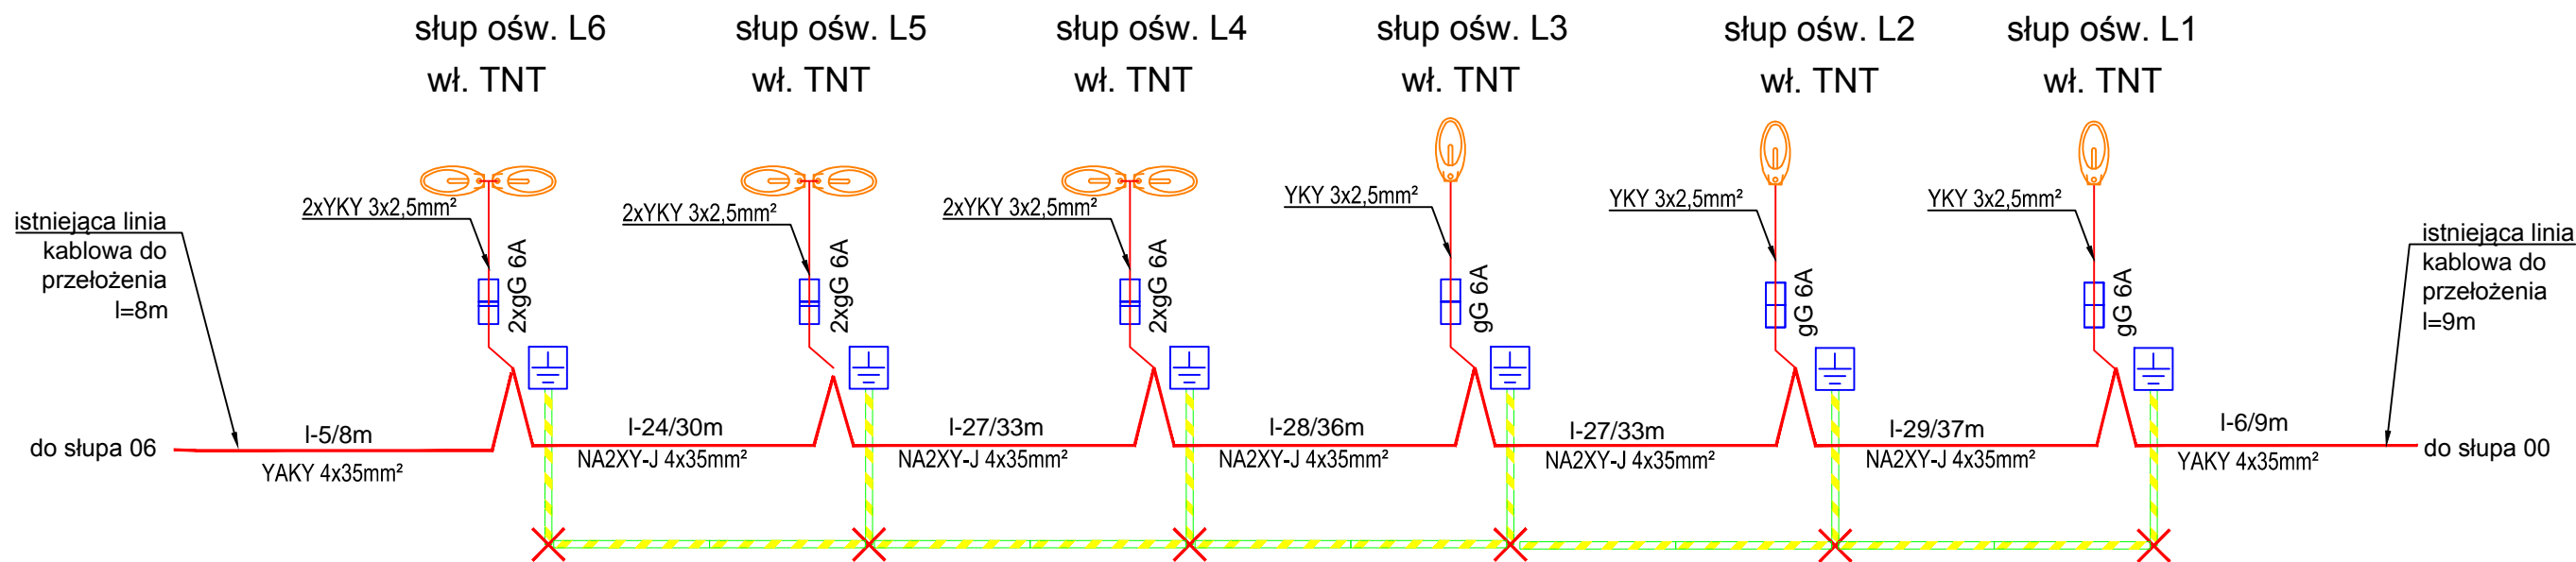 słup ośw. L6
wł. TNT
słup ośw. L5
wł. TNT
słup ośw. L4
wł. TNT
słup ośw. L3
wł. TNT
słup ośw. L2
wł. TNT
słup ośw. L1
wł. TNT
istniejąca linia
kablowa do
przełożenia
l=8m
2xYKY 3x2,5mm²
2xgG 6A
2xYKY 3x2,5mm²
2xgG 6A
2xYKY 3x2,5mm²
2xgG 6A
YKY 3x2,5mm²
gG 6A
YKY 3x2,5mm²
gG 6A
YKY 3x2,5mm²
gG 6A
istniejąca linia
kablowa do
przełożenia
l=9m
do słupa 06
l-5/8m
YAKY 4x35mm²
l-24/30m
NA2XY-J 4x35mm²
l-27/33m
NA2XY-J 4x35mm²
l-28/36m
NA2XY-J 4x35mm²
l-27/33m
NA2XY-J 4x35mm²
l-29/37m
NA2XY-J 4x35mm²
l-6/9m
YAKY 4x35mm²
do słupa 00